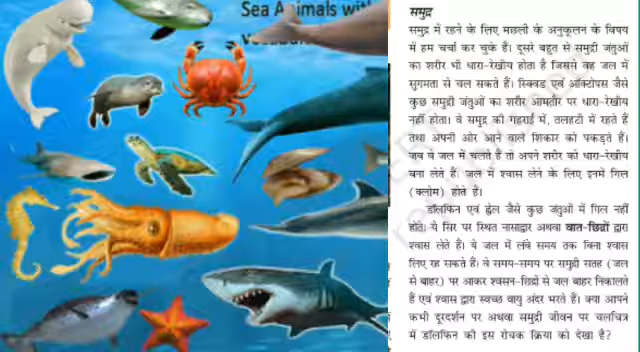 Sea Animals with
Vocabulary
समुद्र
समुद्र में रहने के लिए मछली के अनुकूलन के विषय
में हम चर्चा कर चुके हैं। दूसरे बहुत से समुद्री जंतुओं
का शरीर भी धारा-रेखीय होता है जिससे वह जल में
सुगमता से चल सकते हैं। स्क्विड एवं ऑक्टोपस जैसे
कुछ समुद्री जंतुओं का शरीर आमतौर पर धारा-रेखीय
नहीं होता। वे समुद्र की गहराई में, तलहटी में रहते हैं
तथा अपनी ओर आने वाले शिकार को पकड़ते हैं।
जब वे जल में चलते हैं तो अपने शरीर को धारा-रेखीय
बना लेते हैं। जल में श्वास लेने के लिए इनमें गिल
(क्लोम) होते हैं।
डॉलफिन एवं ह्वेल जैसे कुछ जंतुओं में गिल नहीं
होते। ये सिर पर स्थित नासाद्वार अथवा वात-छिद्रों द्वारा
श्वास लेते हैं। ये जल में लंबे समय तक बिना श्वास
लिए रह सकते हैं। वे समय-समय पर समुद्री सतह (जल
से बाहर) पर आकर श्वसन-छिद्रों से जल बाहर निकालते
हैं एवं श्वास द्वारा स्वच्छ वायु अंदर भरते हैं। क्या आपने
कभी दूरदर्शन पर अथवा समुद्री जीवन पर चलचित्र
में डॉलफिन की इस रोचक क्रिया को देखा है?